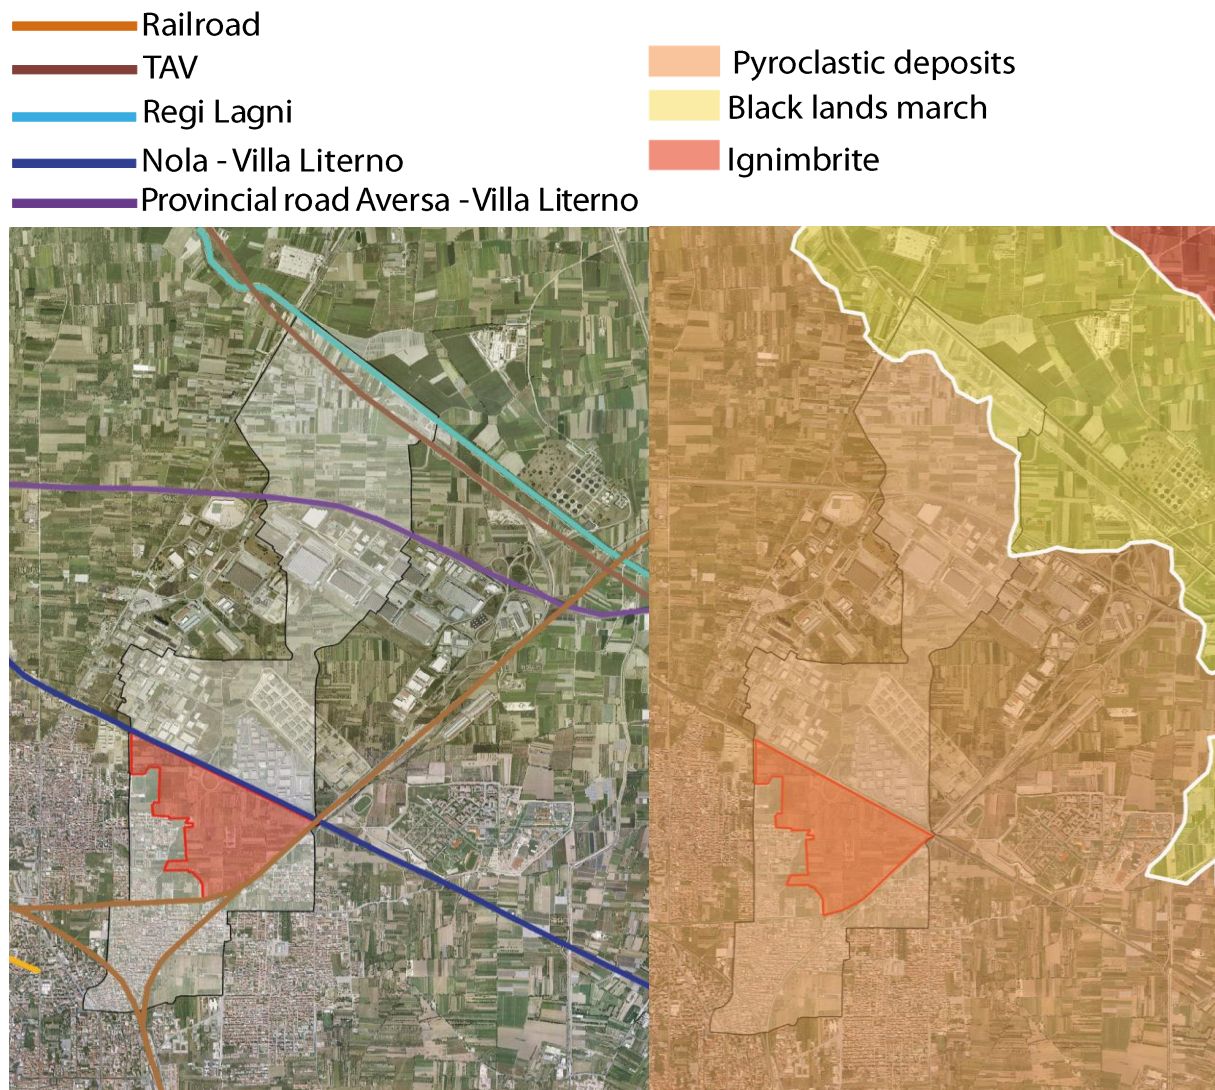 Railroad
TAV
Regi Lagni
Nola - Villa Literno
Provincial road Aversa - Villa Literno
Pyroclastic deposits
Black lands march
Ignimbrite